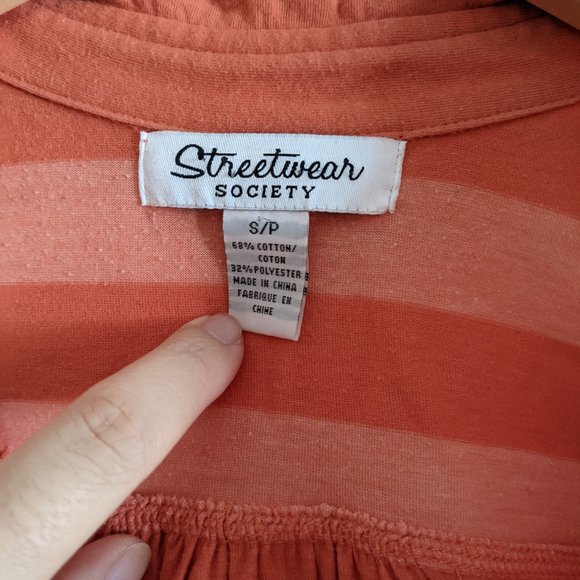 Streetwear
SOCIETY
S/P
68% COTTON/
COTON
32% POLYESTER
MADE IN CHINA
FABRIQUE EN
CHINE